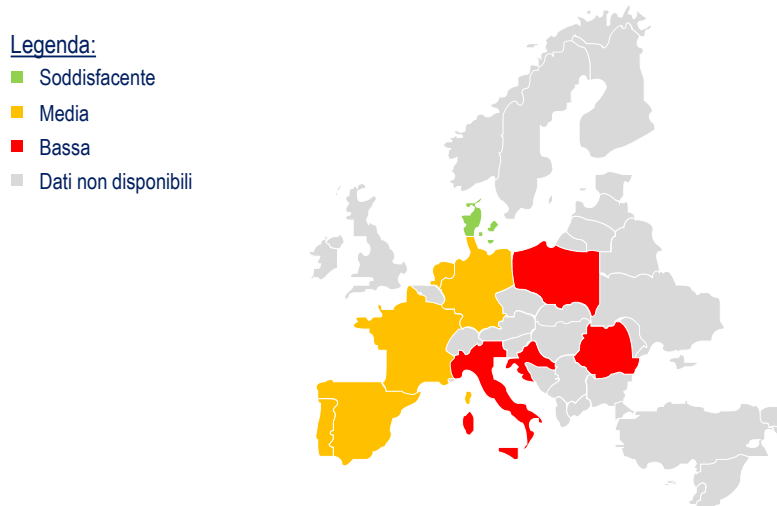 Legenda:
Soddisfacente
Media
Bassa
Dati non disponibili